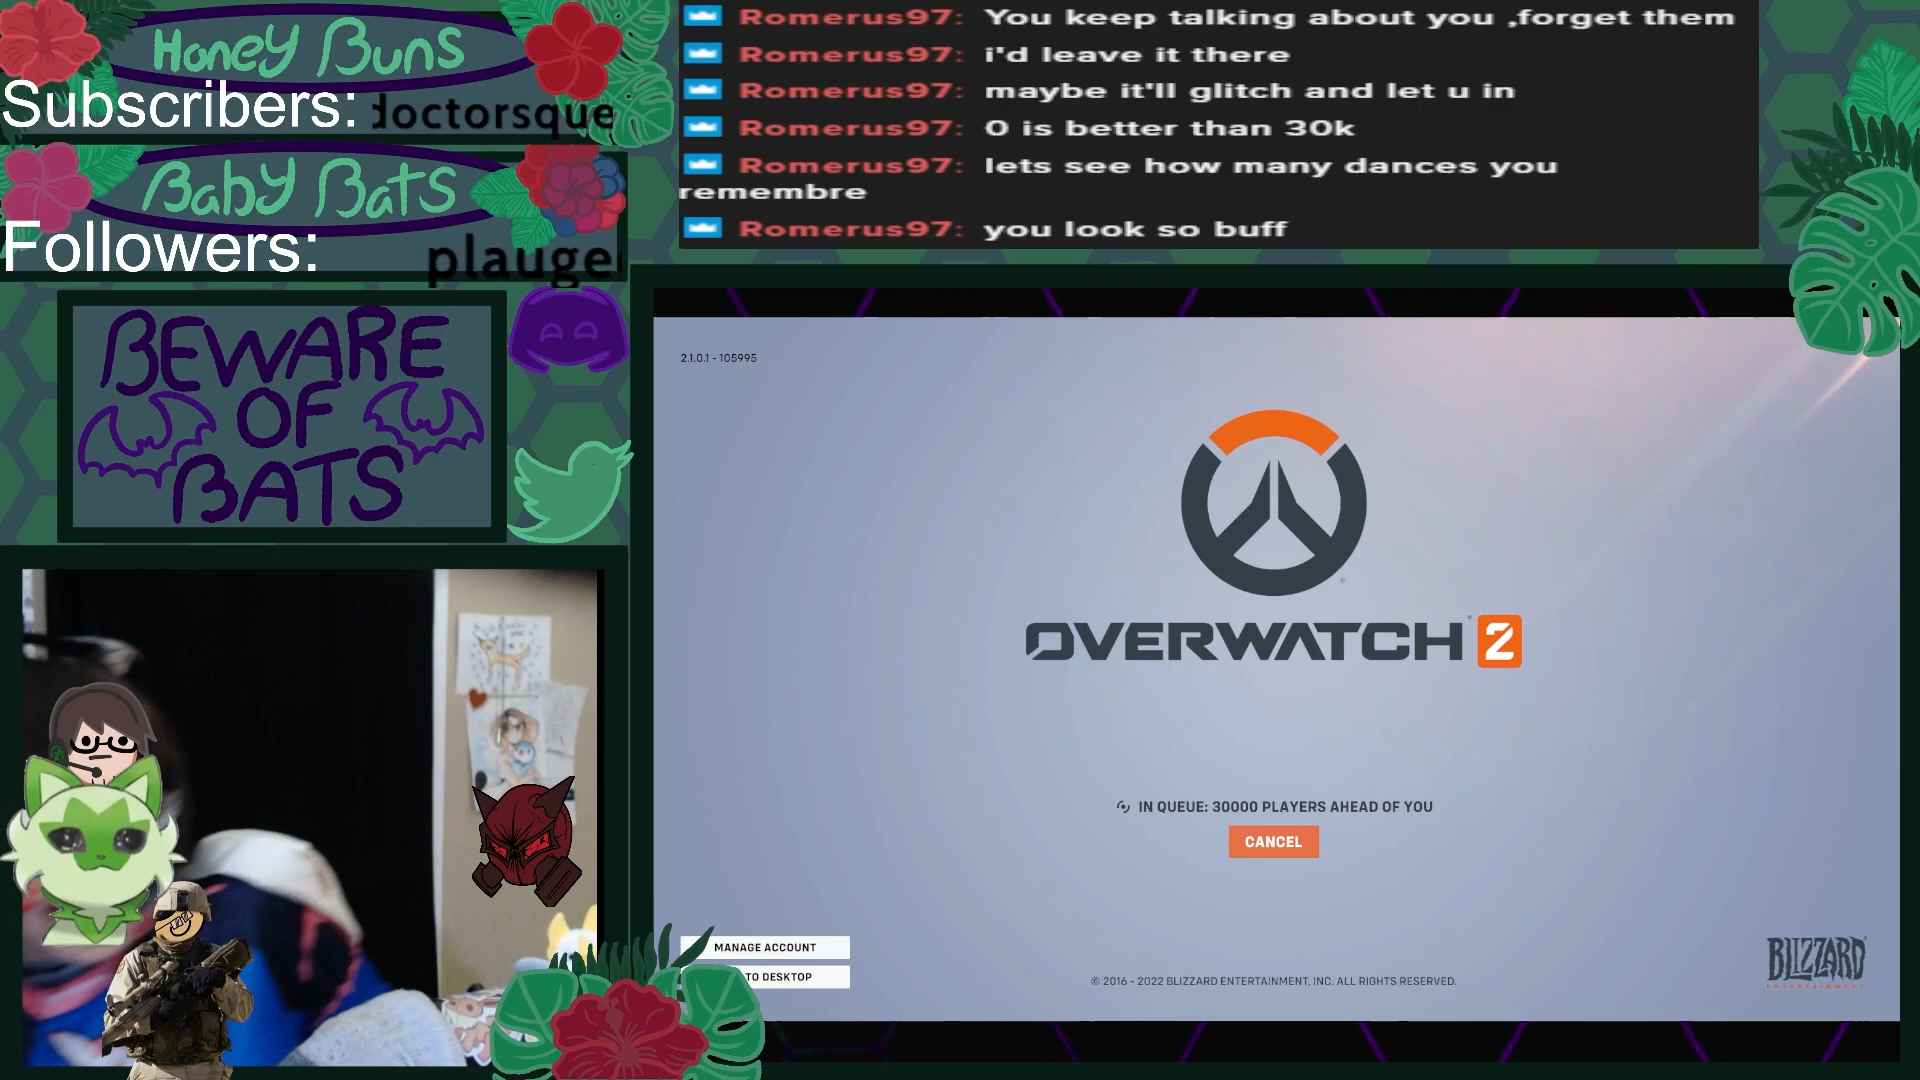 Honey Buns
Subscribers: doctorsque
Baby Bats
Followers: plauge
BEWARE
OF
BATS
Romerus97: You keep talking about you ,forget them
Romerus97: i'd leave it there
Romerus97: maybe it'll glitch and let u in
Romerus97: 0 is better than 30k
Romerus97: lets see how many dances you
remembre
Romerus97: you look so buff
2.1.0.1 - 105995
OVERWATCH 2
IN QUEUE: 30000 PLAYERS AHEAD OF YOU
CANCEL
MANAGE ACCOUNT
TO DESKTOP
© 2016 - 2022 BLIZZARD ENTERTAINMENT, INC. ALL RIGHTS RESERVED.
BLIZZARD
ENTERTAINMENT